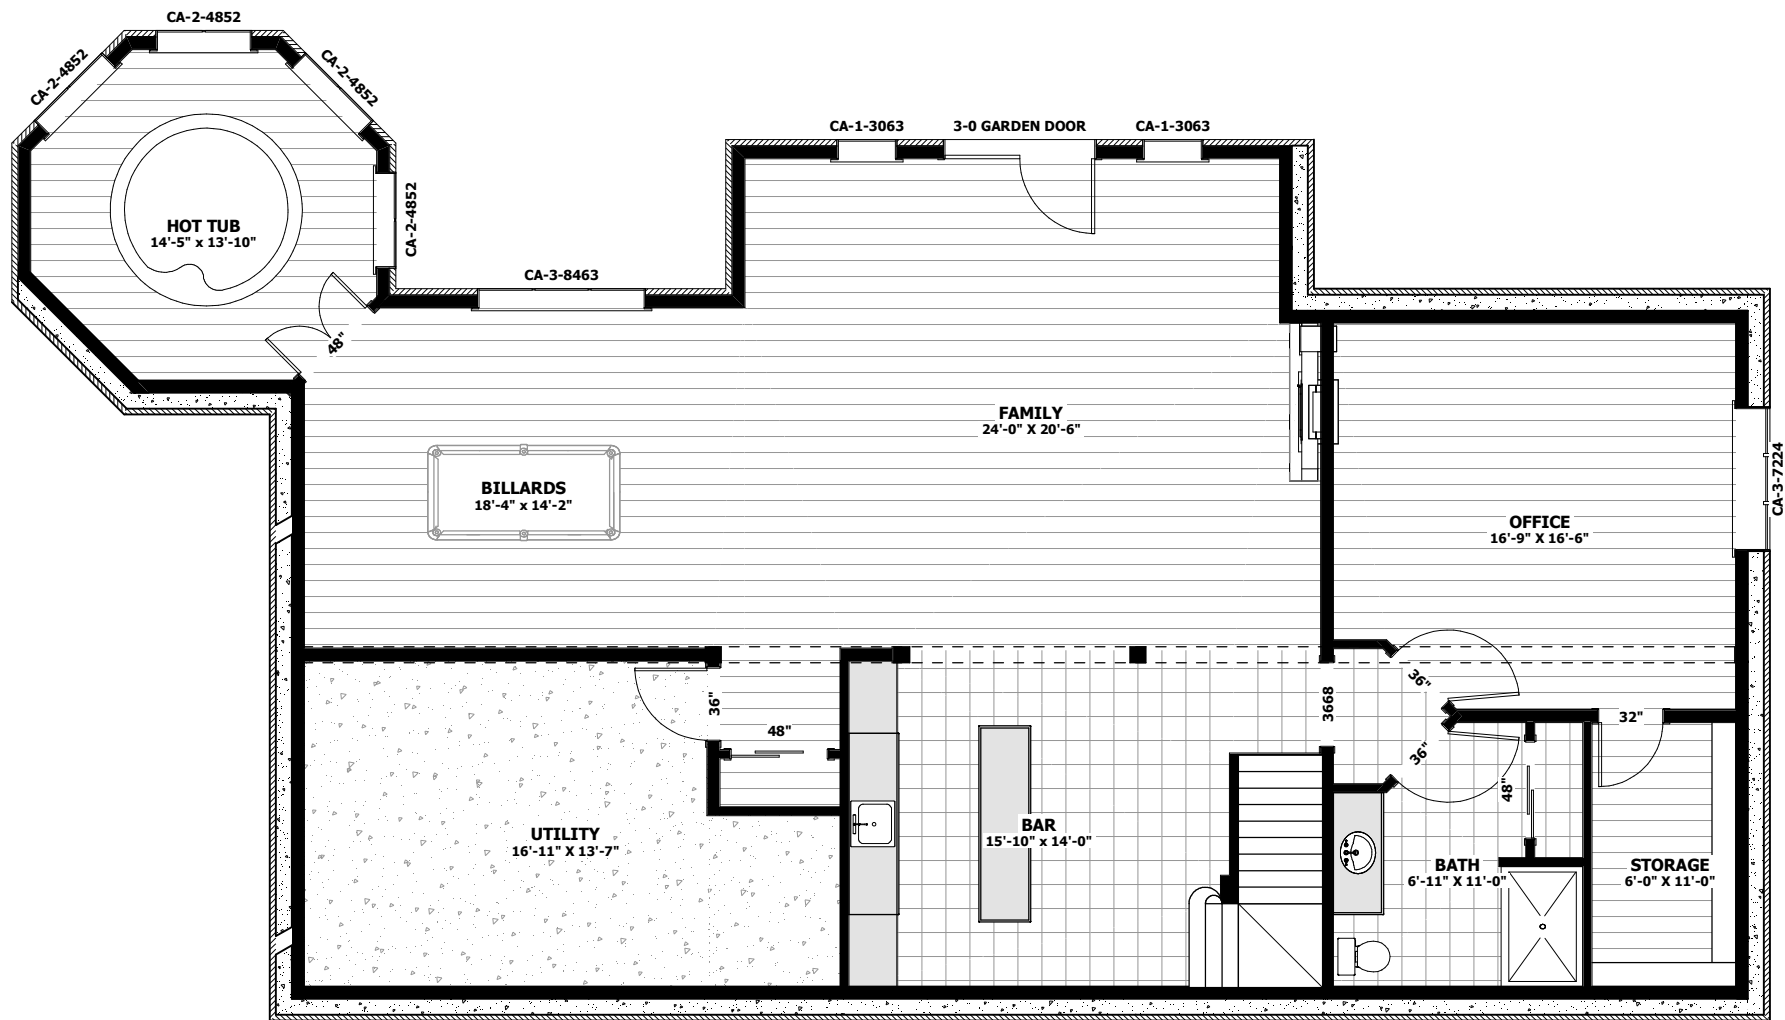 CA-2-4852
CA-2-4852
CA-2-4852
CA-1-3063
3-0 GARDEN DOOR
CA-1-3063
HOT TUB
14'-5" x 13'-10"
CA-2-4852
CA-3-8463
48"
FAMILY
24'-0" X 20'-6"
BILLARDS
18'-4" x 14'-2"
CA-3-7224
OFFICE
16'-9" X 16'-6"
36"
48"
3668
36"
36"
32"
48"
UTILITY
16'-11" X 13'-7"
BAR
15'-10" x 14'-0"
BATH
6'-11" X 11'-0"
STORAGE
6'-0" X 11'-0"